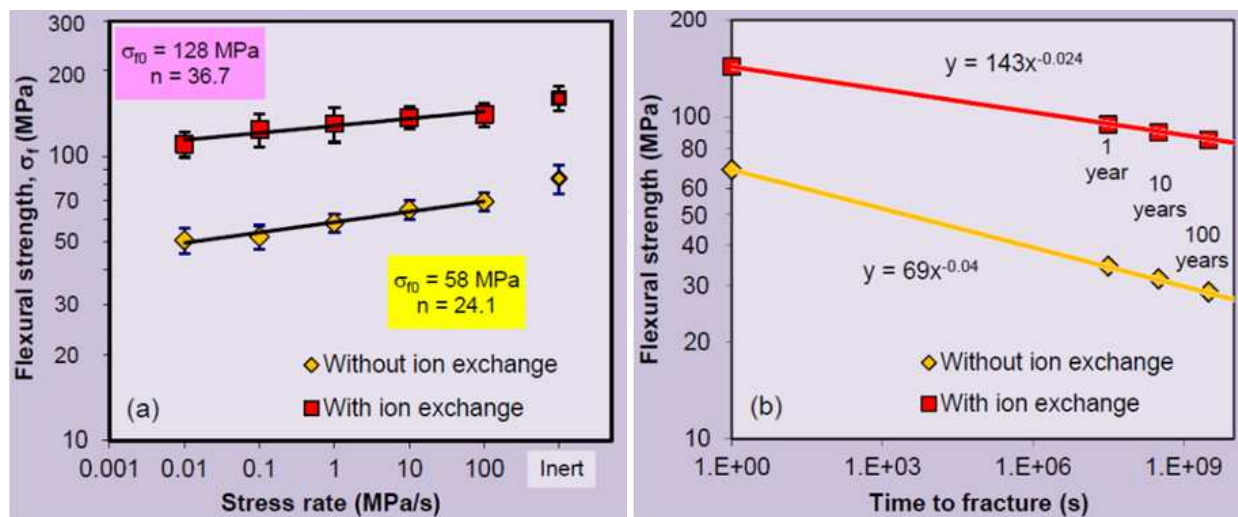 300
200
100
70
50
30
20
10
Flexural strength, σf (MPa)
σf0 = 128 MPa
n = 36.7
σf0 = 58 MPa
n = 24.1
Without ion exchange
With ion exchange
(a)
0.001 0.01 0.1 1 10 100 Inert
Stress rate (MPa/s)
200
100
80
60
50
40
30
20
10
Flexural strength (MPa)
y = 143x-0.024
1
year
10
years
100
years
y = 69x-0.04
Without ion exchange
With ion exchange
(b)
1.E+00 1.E+03 1.E+06 1.E+09
Time to fracture (s)